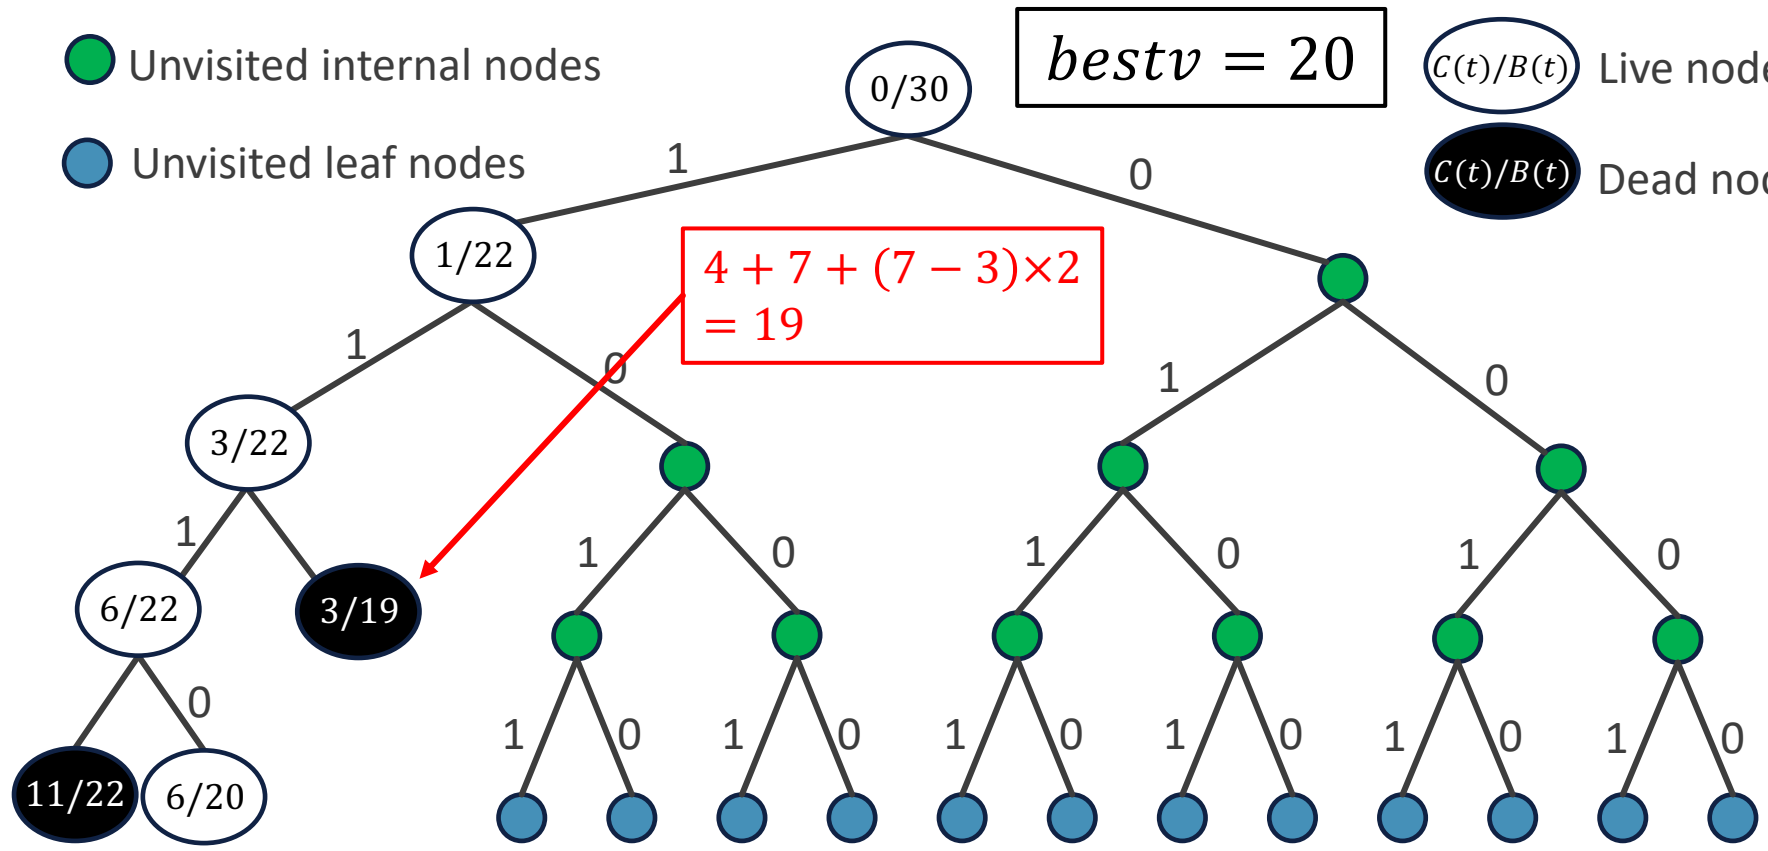 Unvisited internal nodes
Unvisited leaf nodes
0/30
bestv = 20
C(t)/B(t) Live node
C(t)/B(t) Dead nod
1 0
1/22
4 + 7 + (7 − 3)×2
= 19
1 0 1 0
3/22
1 1 0 1 0 1 0
6/22 3/19
0 1 0 1 0 1 0 1 0 1 0 1 0
11/22 6/20